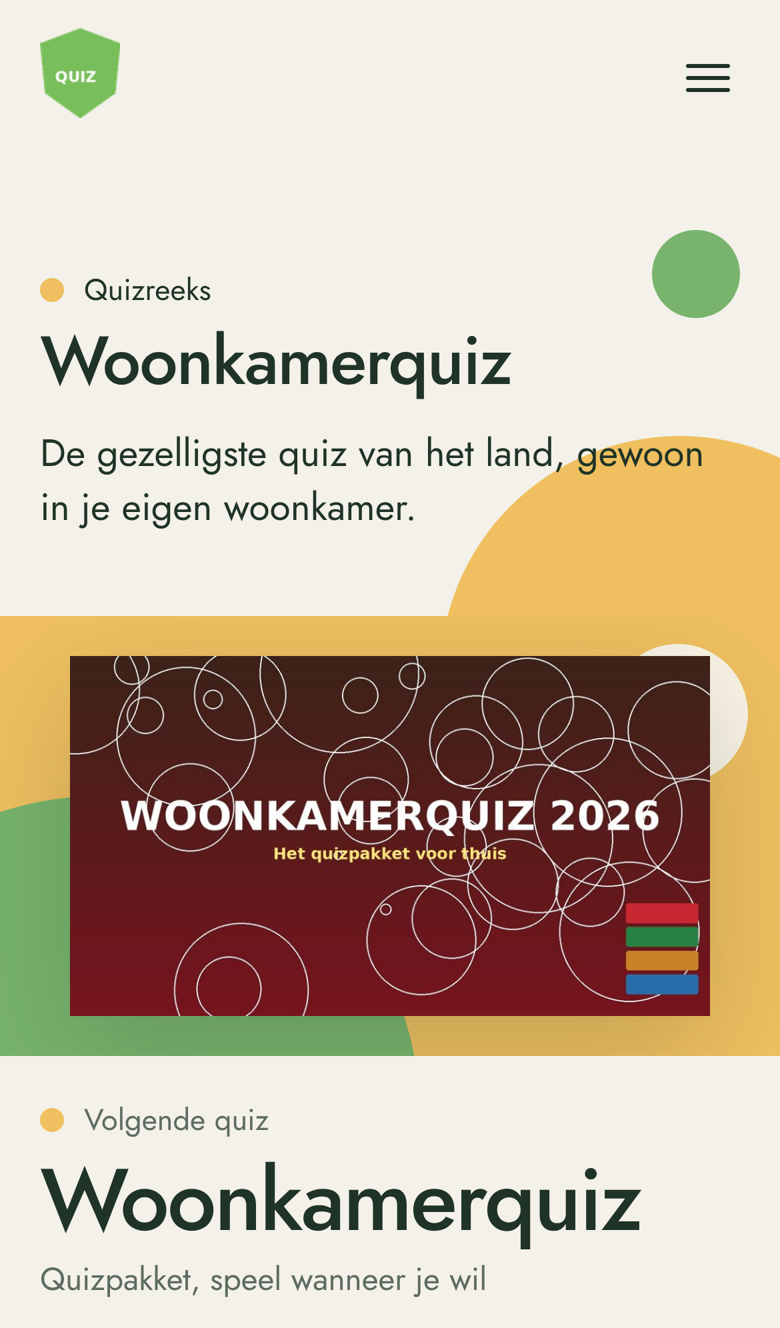 QUIZ
Quizreeks
Woonkamerquiz
De gezelligste quiz van het land, gewoon
in je eigen woonkamer.
WOONKAMERQUIZ 2026
Het quizpakket voor thuis
Volgende quiz
Woonkamerquiz
Quizpakket, speel wanneer je wil